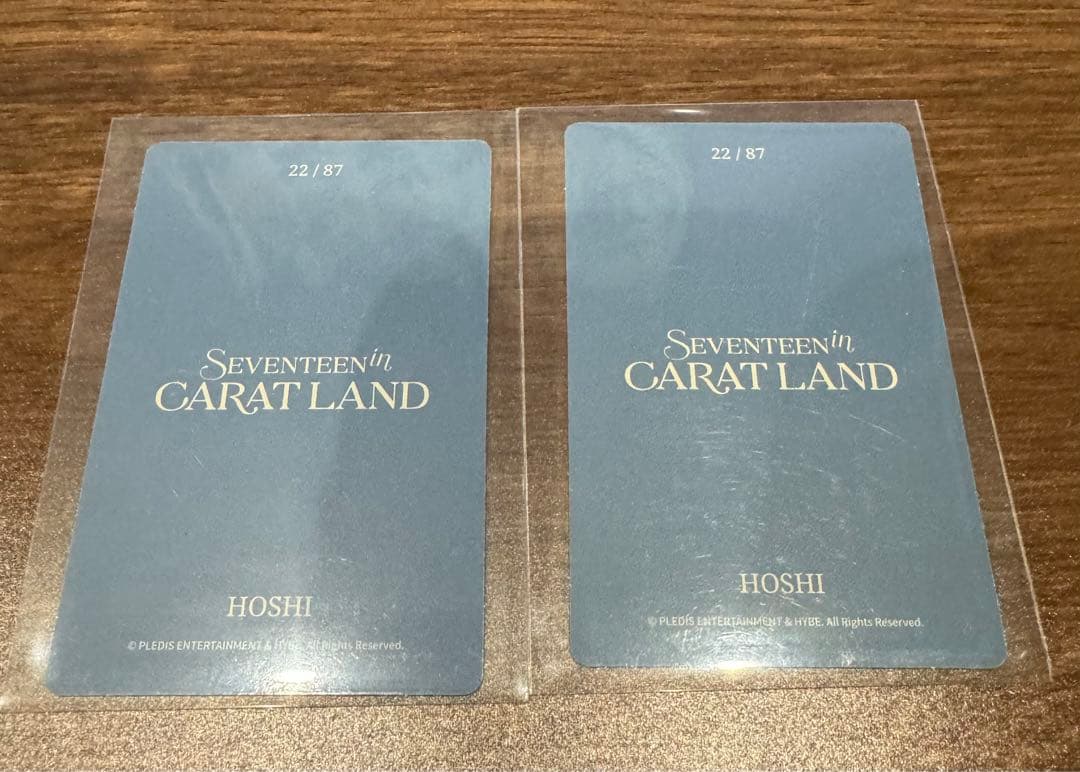 22 / 87
SEVENTEEN in
CARAT LAND
HOSHI
© PLEDIS ENTERTAINMENT & HYBE. All Rights Reserved.
22 / 87
SEVENTEEN in
CARAT LAND
HOSHI
© PLEDIS ENTERTAINMENT & HYBE. All Rights Reserved.